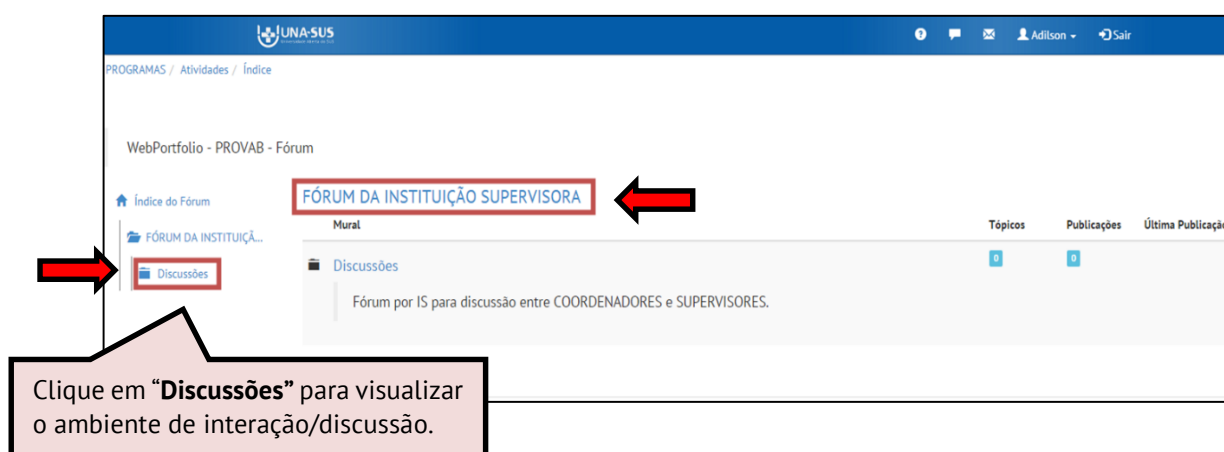 UNA-SUS
Adilson
Sair
PROGRAMAS / Atividades / Índice
WebPortfolio - PROVAB - Fórum
Índice do Fórum
FÓRUM DA INSTITUIÇÃ...
Discussões
FÓRUM DA INSTITUIÇÃO SUPERVISORA
Mural Tópicos Publicações Última Publicação
Discussões 0 0
Fórum por IS para discussão entre COORDENADORES e SUPERVISORES.
Clique em “Discussões” para visualizar
o ambiente de interação/discussão.